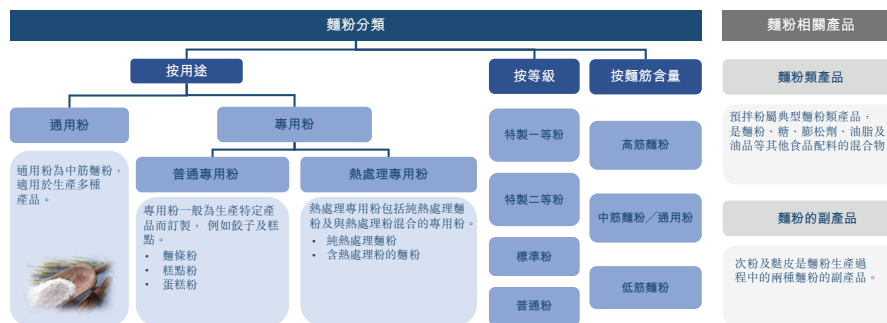 麵粉分類
麵粉相關產品
按用途
按等級
按麵筋含量
通用粉
專用粉
通用粉為中筋麵粉，
適用於生產多種
產品。
普通專用粉
專用粉一般為生產特定產
品而訂製， 例如餃子及糕
點。
• 麵條粉
• 糕點粉
• 蛋糕粉
熱處理專用粉
熱處理專用粉包括純熱處理麵
粉及與熱處理粉混合的專用粉。
• 純熱處理麵粉
• 含熱處理粉的麵粉
特製一等粉
特製二等粉
標準粉
普通粉
高筋麵粉
中筋麵粉╱通用粉
低筋麵粉
麵粉類產品
預拌粉屬典型麵粉類產品，
是麵粉、糖、膨松劑、油脂及
油品等其他食品配料的混合物
麵粉的副產品
次粉及麩皮是麵粉生產過
程中的兩種麵粉的副產品。